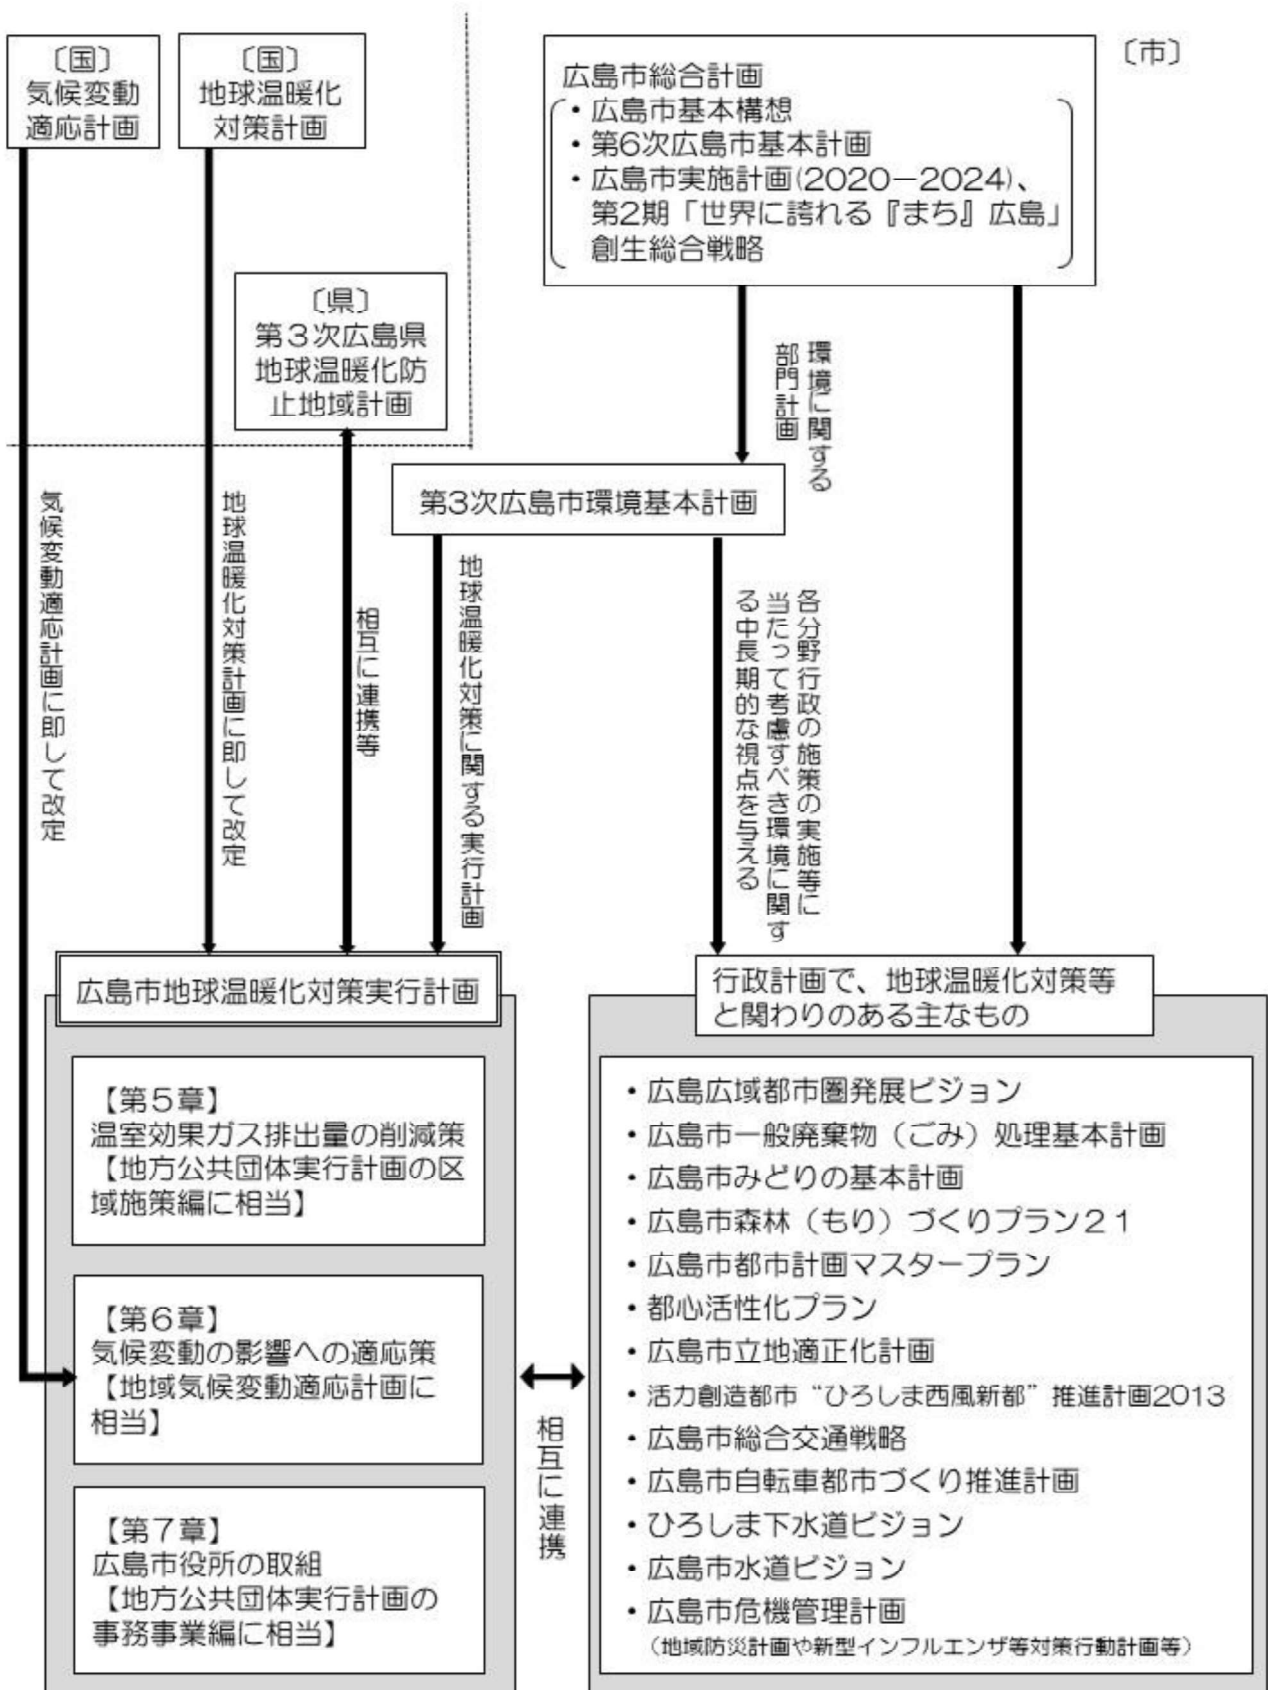 〔国〕
気候変動
適応計画
〔国〕
地球温暖化
対策計画
〔県〕
第３次広島県
地球温暖化防
止地域計画
〔市〕
広島市総合計画
・広島市基本構想
・第6次広島市基本計画
・広島市実施計画(2020－2024)、
第2期「世界に誇れる『まち』広島」
創生総合戦略
環境に関する
部門計画
第3次広島市環境基本計画
気候変動適応計画に即して改定
地球温暖化対策計画に即して改定
相互に連携等
地球温暖化対策に関する実行計画
各分野行政の施策の実施等に
当たって考慮すべき環境に関す
る中長期的な視点を与える
広島市地球温暖化対策実行計画
【第５章】
温室効果ガス排出量の削減策
【地方公共団体実行計画の区
域施策編に相当】
【第６章】
気候変動の影響への適応策
【地域気候変動適応計画に
相当】
【第７章】
広島市役所の取組
【地方公共団体実行計画の
事務事業編に相当】
相互に連携
行政計画で、地球温暖化対策等
と関わりのある主なもの
・広島広域都市圏発展ビジョン
・広島市一般廃棄物（ごみ）処理基本計画
・広島市みどりの基本計画
・広島市森林（もり）づくりプラン２１
・広島市都市計画マスタープラン
・都心活性化プラン
・広島市立地適正化計画
・活力創造都市“ひろしま西風新都”推進計画2013
・広島市総合交通戦略
・広島市自転車都市づくり推進計画
・ひろしま下水道ビジョン
・広島市水道ビジョン
・広島市危機管理計画
（地域防災計画や新型インフルエンザ等対策行動計画等）